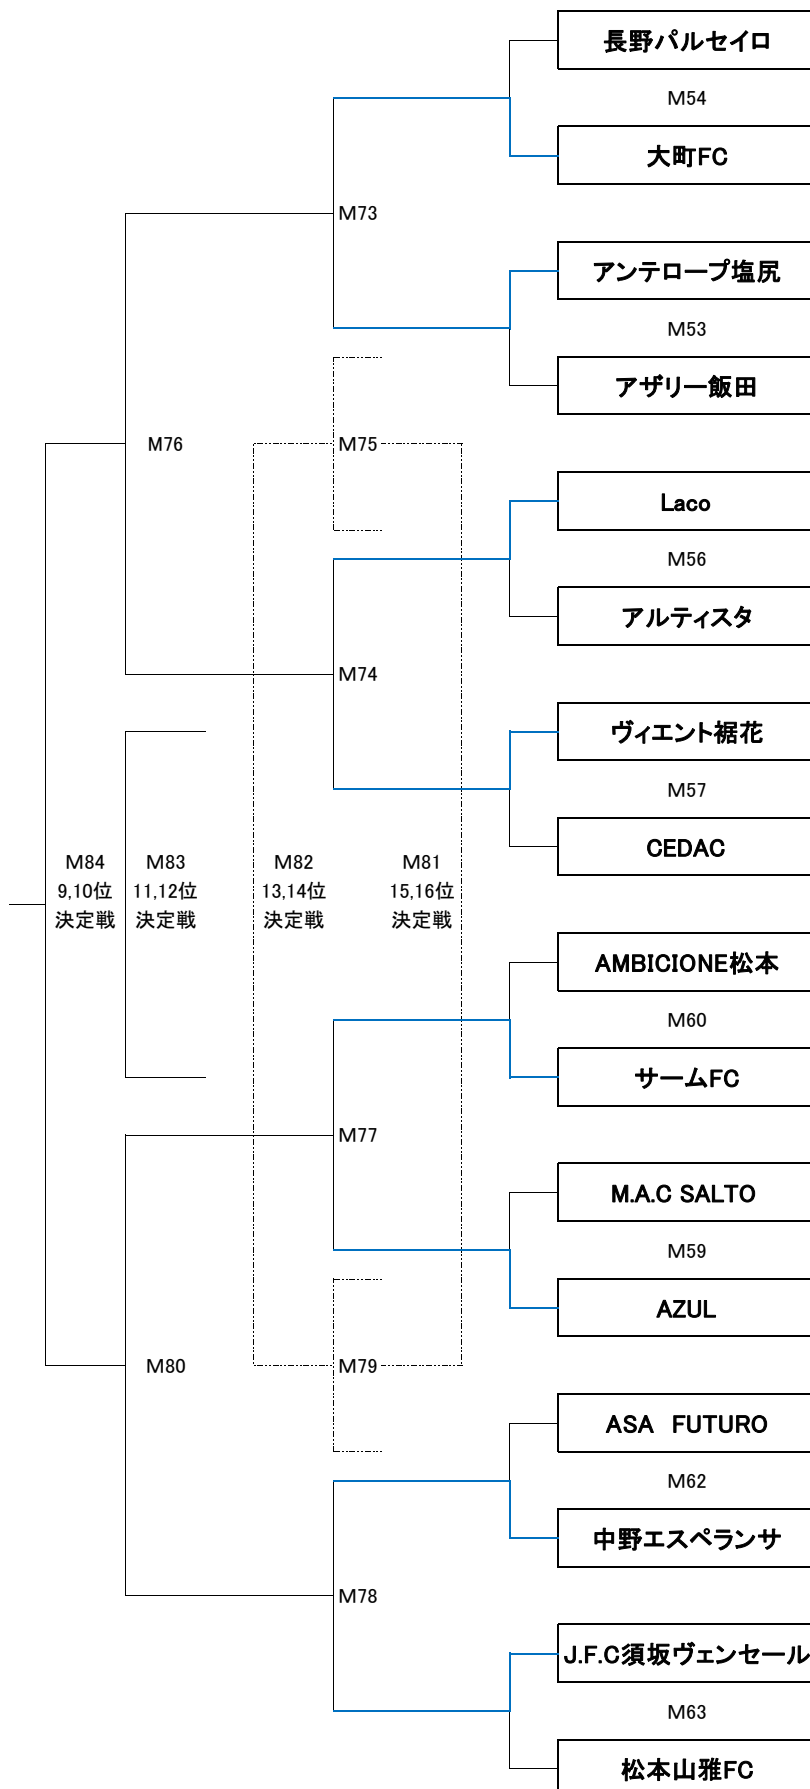 長野パルセイロ
M54
大町FC
M73
アンテロープ塩尻
M53
アザリー飯田
M76
M75
Laco
M56
アルティスタ
M74
ヴィエント裾花
M57
CEDAC
M84
9,10位
決定戦
M83
11,12位
決定戦
M82
13,14位
決定戦
M81
15,16位
決定戦
AMBICIONE松本
M60
サームFC
M77
M.A.C SALTO
M59
AZUL
M80
M79
ASA　FUTURO
M62
中野エスペランサ
M78
J.F.C須坂ヴェンセール
M63
松本山雅FC